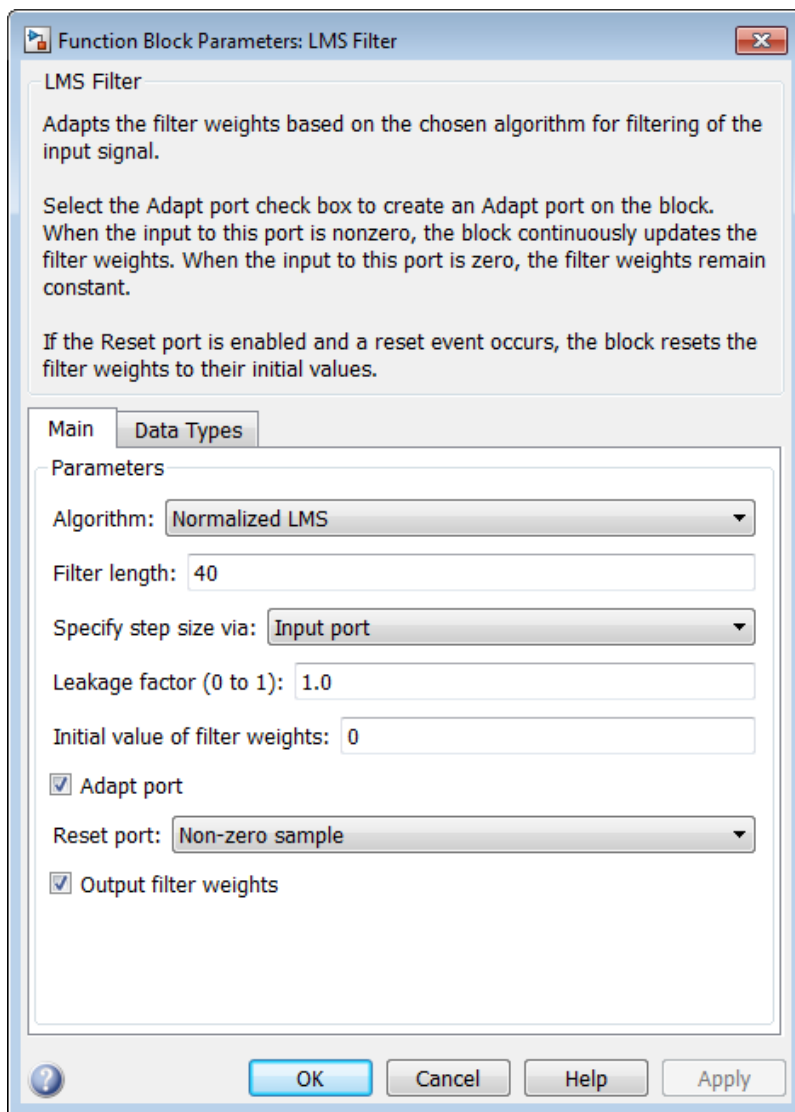 Function Block Parameters: LMS Filter
LMS Filter
Adapts the filter weights based on the chosen algorithm for filtering of the
input signal.
Select the Adapt port check box to create an Adapt port on the block.
When the input to this port is nonzero, the block continuously updates the
filter weights. When the input to this port is zero, the filter weights remain
constant.
If the Reset port is enabled and a reset event occurs, the block resets the
filter weights to their initial values.
Main Data Types
Parameters
Algorithm: Normalized LMS
Filter length: 40
Specify step size via: Input port
Leakage factor (0 to 1): 1.0
Initial value of filter weights: 0
Adapt port
Reset port: Non-zero sample
Output filter weights
? OK Cancel Help Apply